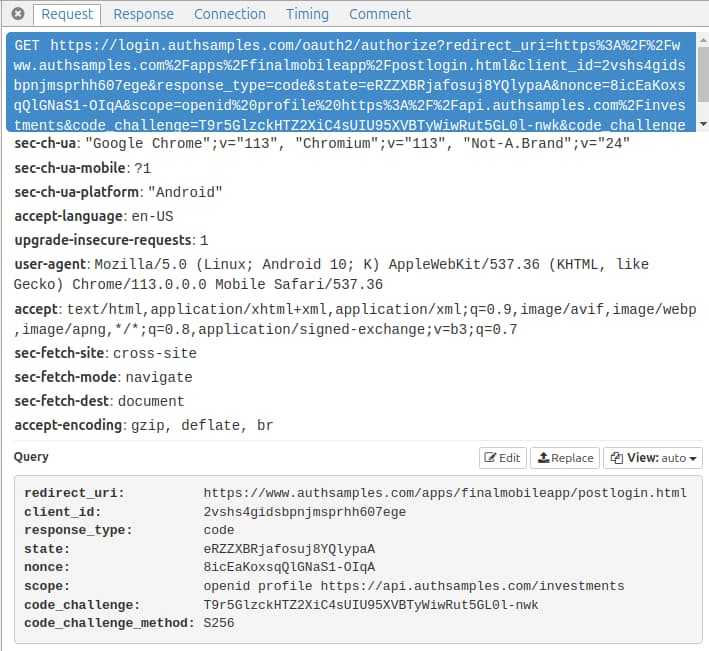 Request Response Connection Timing Comment
GET https://login.authsamples.com/oauth2/authorize?redirect_uri=https%3A%2F%2Fw
ww.authsamples.com%2Fapps%2Ffinalmobileapp%2Fpostlogin.html&client_id=2vshs4gids
bpnjmsprhh607ege&response_type=code&state=eRZZXBRjafosuj8YQlypaA&nonce=8icEaKoxs
qQlGNaS1-OIqA&scope=openid%20profile%20https%3A%2F%2Fapi.authsamples.com%2Finves
tments&code_challenge=T9r5GlzckHTZ2XiC4sUIU95XVBTyWiwRut5GL0l-nwk&code_challenge
sec-ch-ua: "Google Chrome";v="113", "Chromium";v="113", "Not-A.Brand";v="24"
sec-ch-ua-mobile: ?1
sec-ch-ua-platform: "Android"
accept-language: en-US
upgrade-insecure-requests: 1
user-agent: Mozilla/5.0 (Linux; Android 10; K) AppleWebKit/537.36 (KHTML, like
Gecko) Chrome/113.0.0.0 Mobile Safari/537.36
accept: text/html,application/xhtml+xml,application/xml;q=0.9,image/avif,image/webp
,image/apng,*/*;q=0.8,application/signed-exchange;v=b3;q=0.7
sec-fetch-site: cross-site
sec-fetch-mode: navigate
sec-fetch-dest: document
accept-encoding: gzip, deflate, br
Query Edit Replace View: auto
redirect_uri: https://www.authsamples.com/apps/finalmobileapp/postlogin.html
client_id: 2vshs4gidsbpnjmsprhh607ege
response_type: code
state: eRZZXBRjafosuj8YQlypaA
nonce: 8icEaKoxsqQlGNaS1-OIqA
scope: openid profile https://api.authsamples.com/investments
code_challenge: T9r5GlzckHTZ2XiC4sUIU95XVBTyWiwRut5GL0l-nwk
code_challenge_method: S256